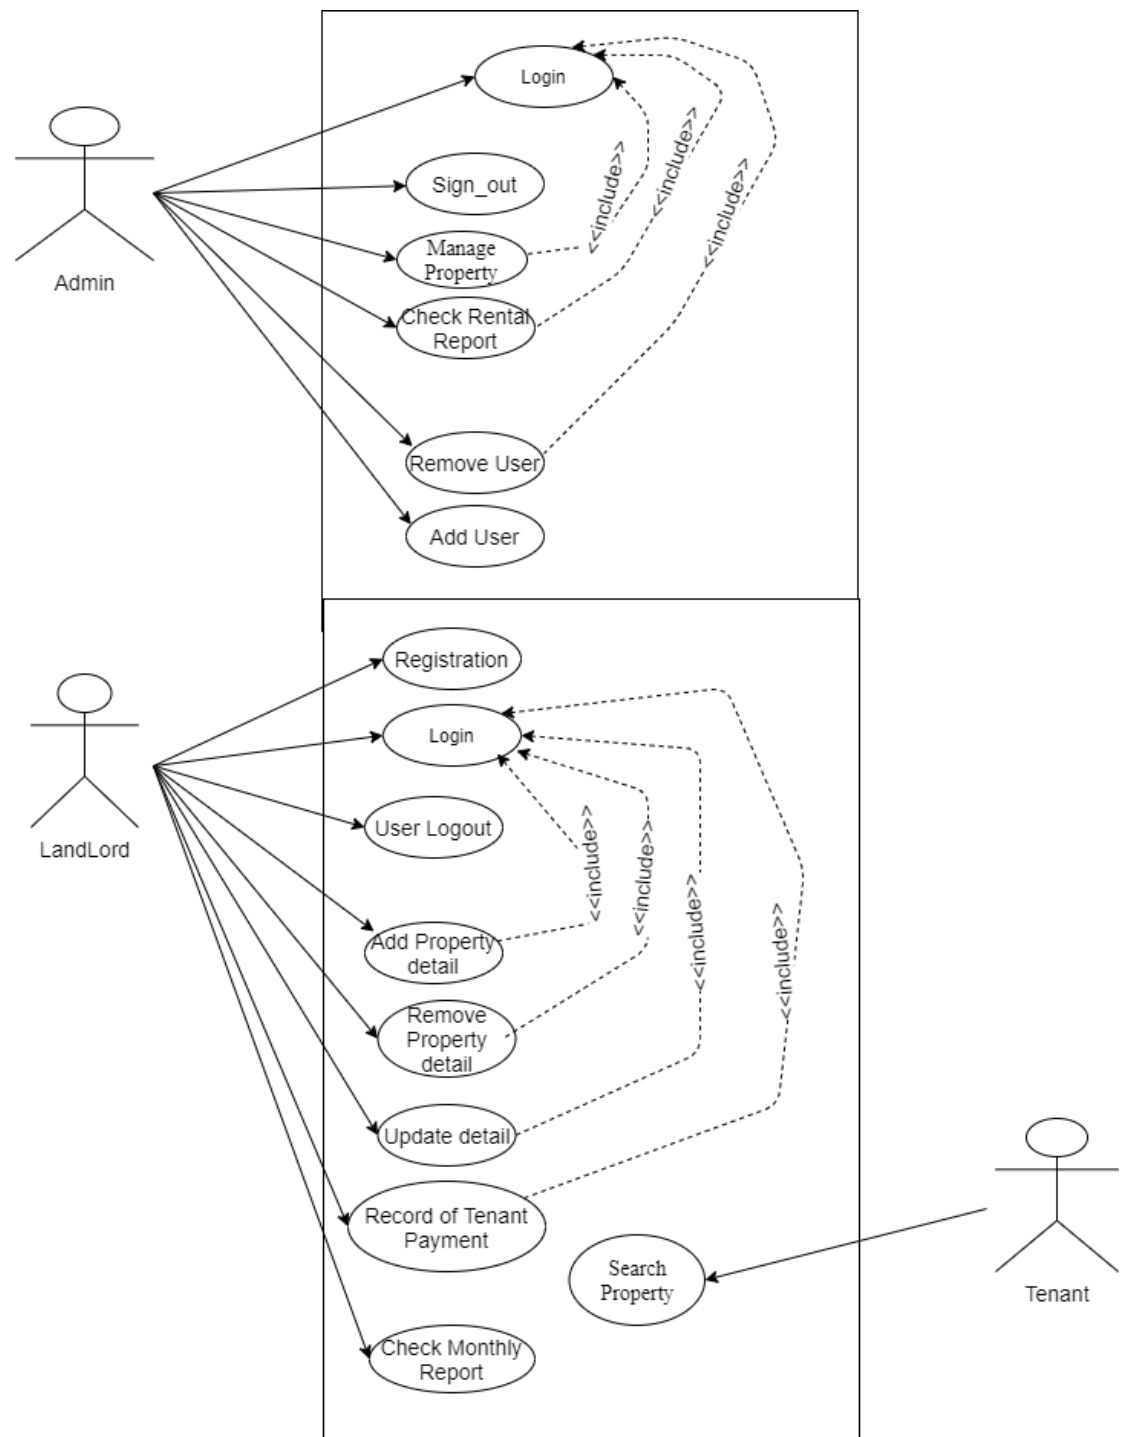 Login
Sign_out
<<include>>
<<include>>
<<include>>
Manage
Property
Admin
Check Rental
Report
Remove User
Add User
Registration
Login
User Logout
LandLord
<<include>>
<<include>>
<<include>>
<<include>>
Add Property
detail
Remove
Property
detail
Update detail
Record of Tenant
Payment
Search
Property
Tenant
Check Monthly
Report